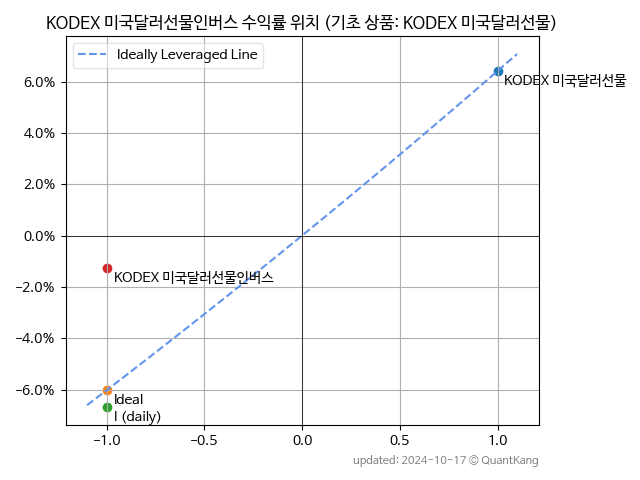 KODEX 미국달러선물인버스 수익률 위치 (기초 상품: KODEX 미국달러선물)
Ideally Leveraged Line
6.0%
KODEX 미국달러선물
4.0%
2.0%
0.0%
KODEX 미국달러선물인버스
−2.0%
−4.0%
−6.0%
Ideal
I (daily)
−1.0 −0.5 0.0 0.5 1.0
updated: 2024-10-17 © QuantKang